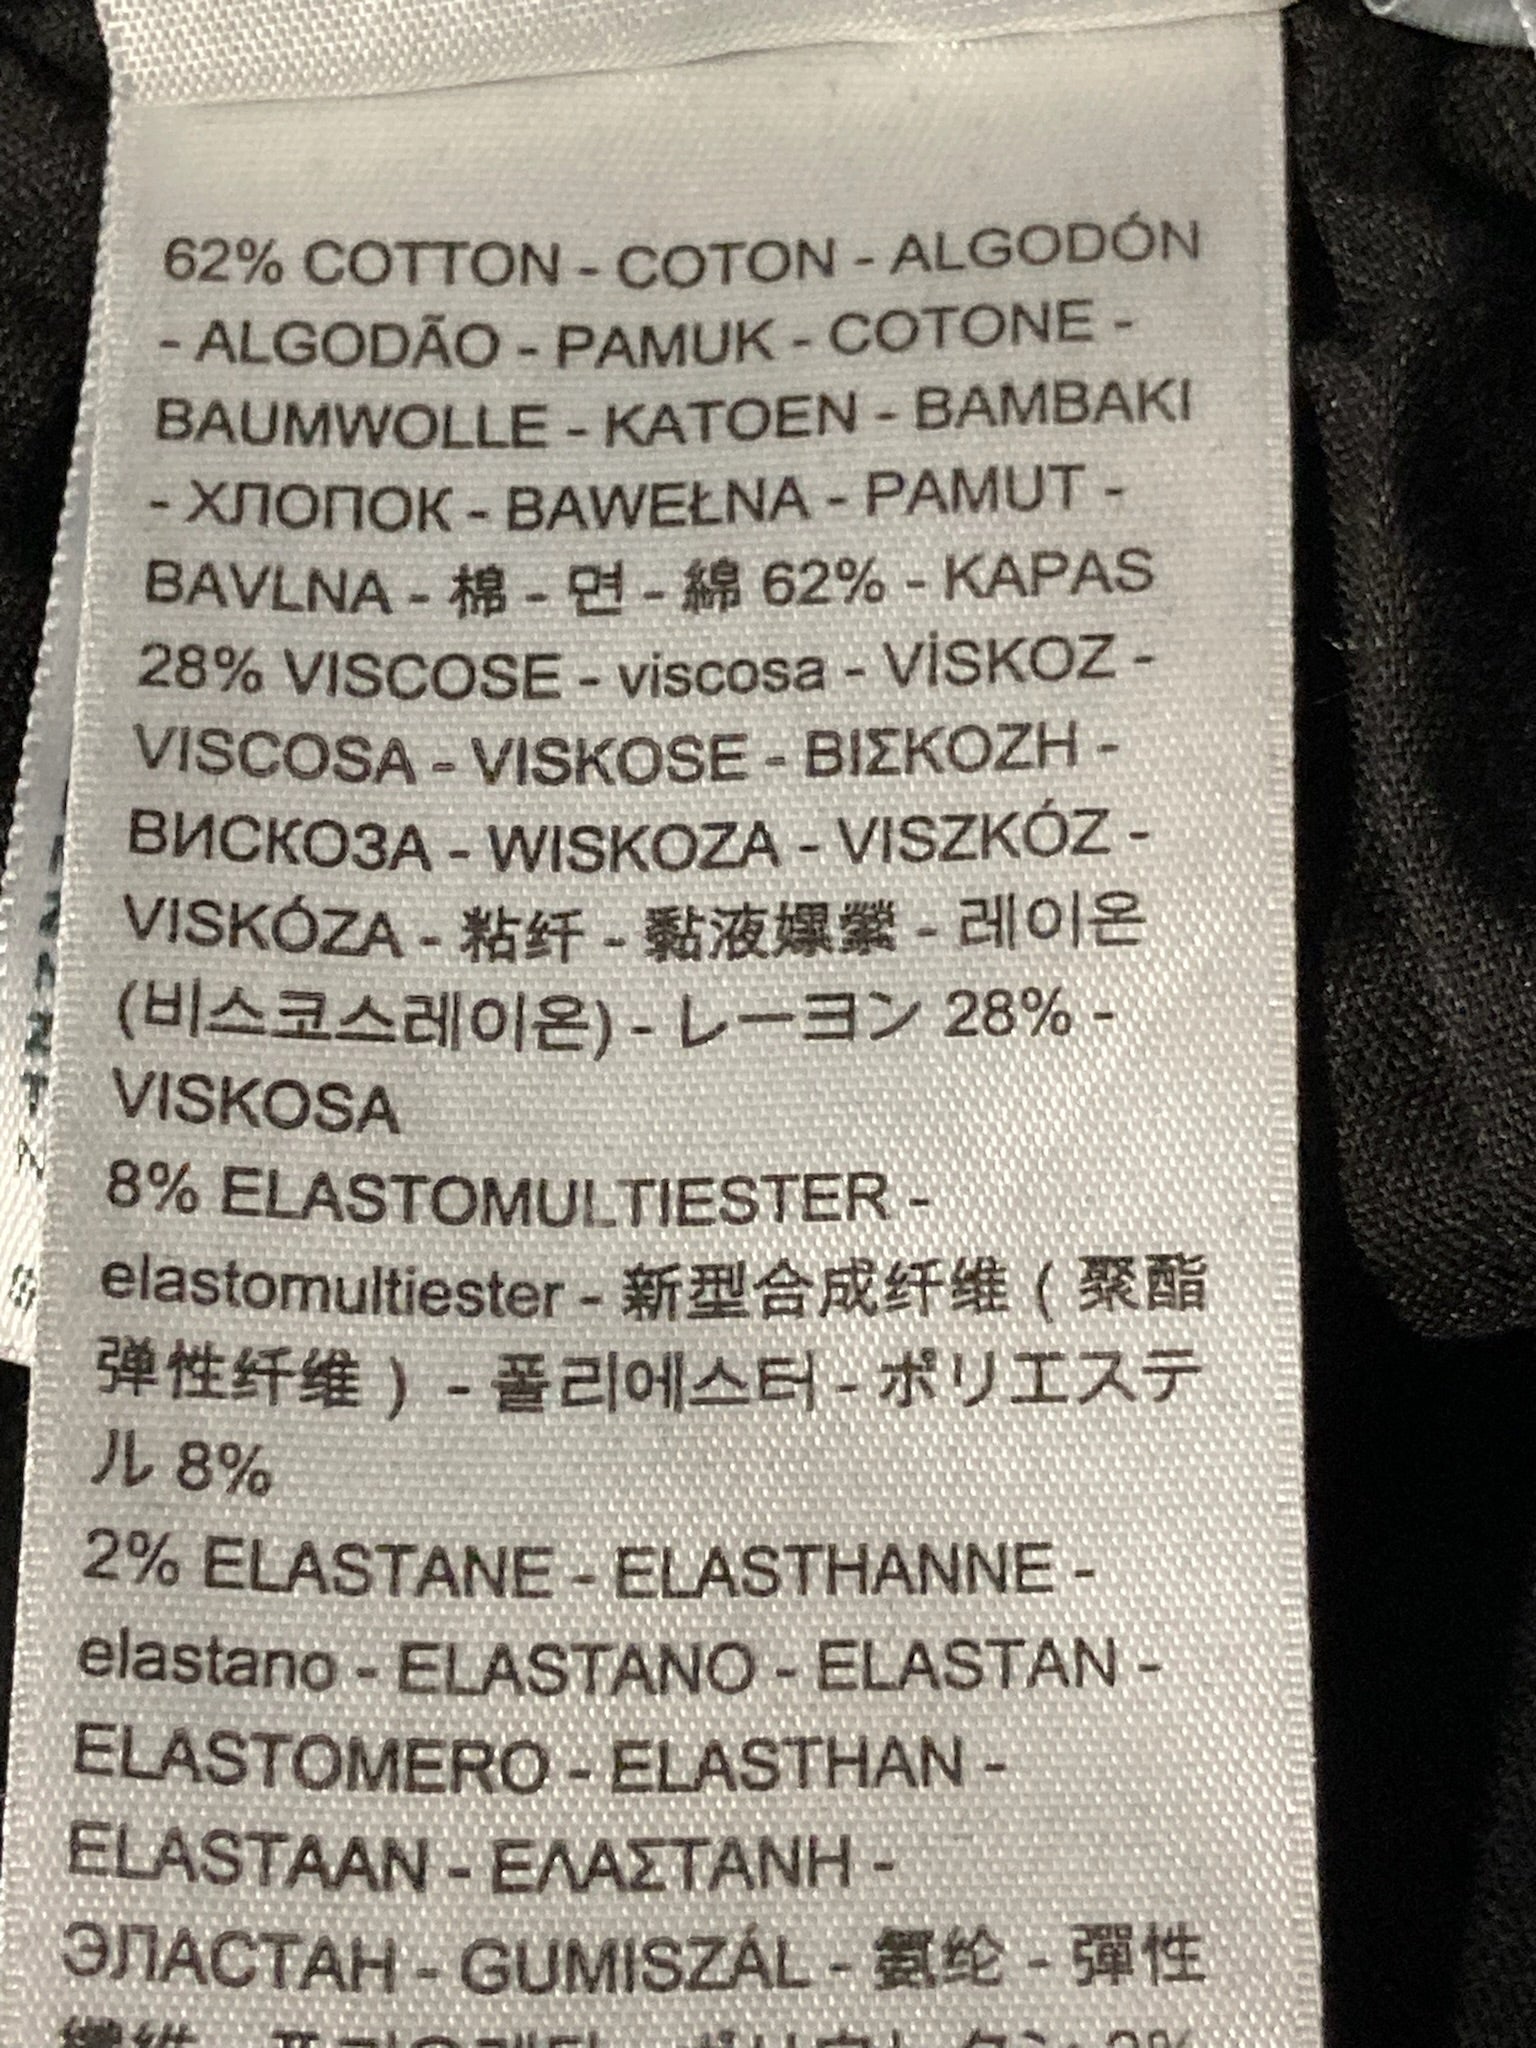 62% COTTON - COTON - ALGODÓN
- ALGODÃO - PAMUK - COTONE -
BAUMWOLLE - KATOEN - BAMBAKI
- ХЛОПОК - BAWEŁNA - PAMUT -
BAVLNA - 棉 - 면 - 綿 62% - KAPAS
28% VISCOSE - viscosa - VİSKOZ -
VISCOSA - VISKOSE - ΒΙΣΚΟΖΗ -
ВИСКОЗА - WISKOZA - VISZKÓZ -
VISKÓZA - 粘纤 - 黏液嫘縈 - 레이온
(비스코스레이온) - レーヨン 28% -
VISKOSA
8% ELASTOMULTIESTER -
elastomultiester - 新型合成纤维 ( 聚酯
弹性纤维 ) - 폴리에스터 - ポリエステ
ル 8%
2% ELASTANE - ELASTHANNE -
elastano - ELASTANO - ELASTAN -
ELASTOMERO - ELASTHAN -
ELASTAAN - ΕΛΑΣΤΑΝΗ -
ЭЛАСТАН - GUMISZÁL - 氨纶 - 彈性